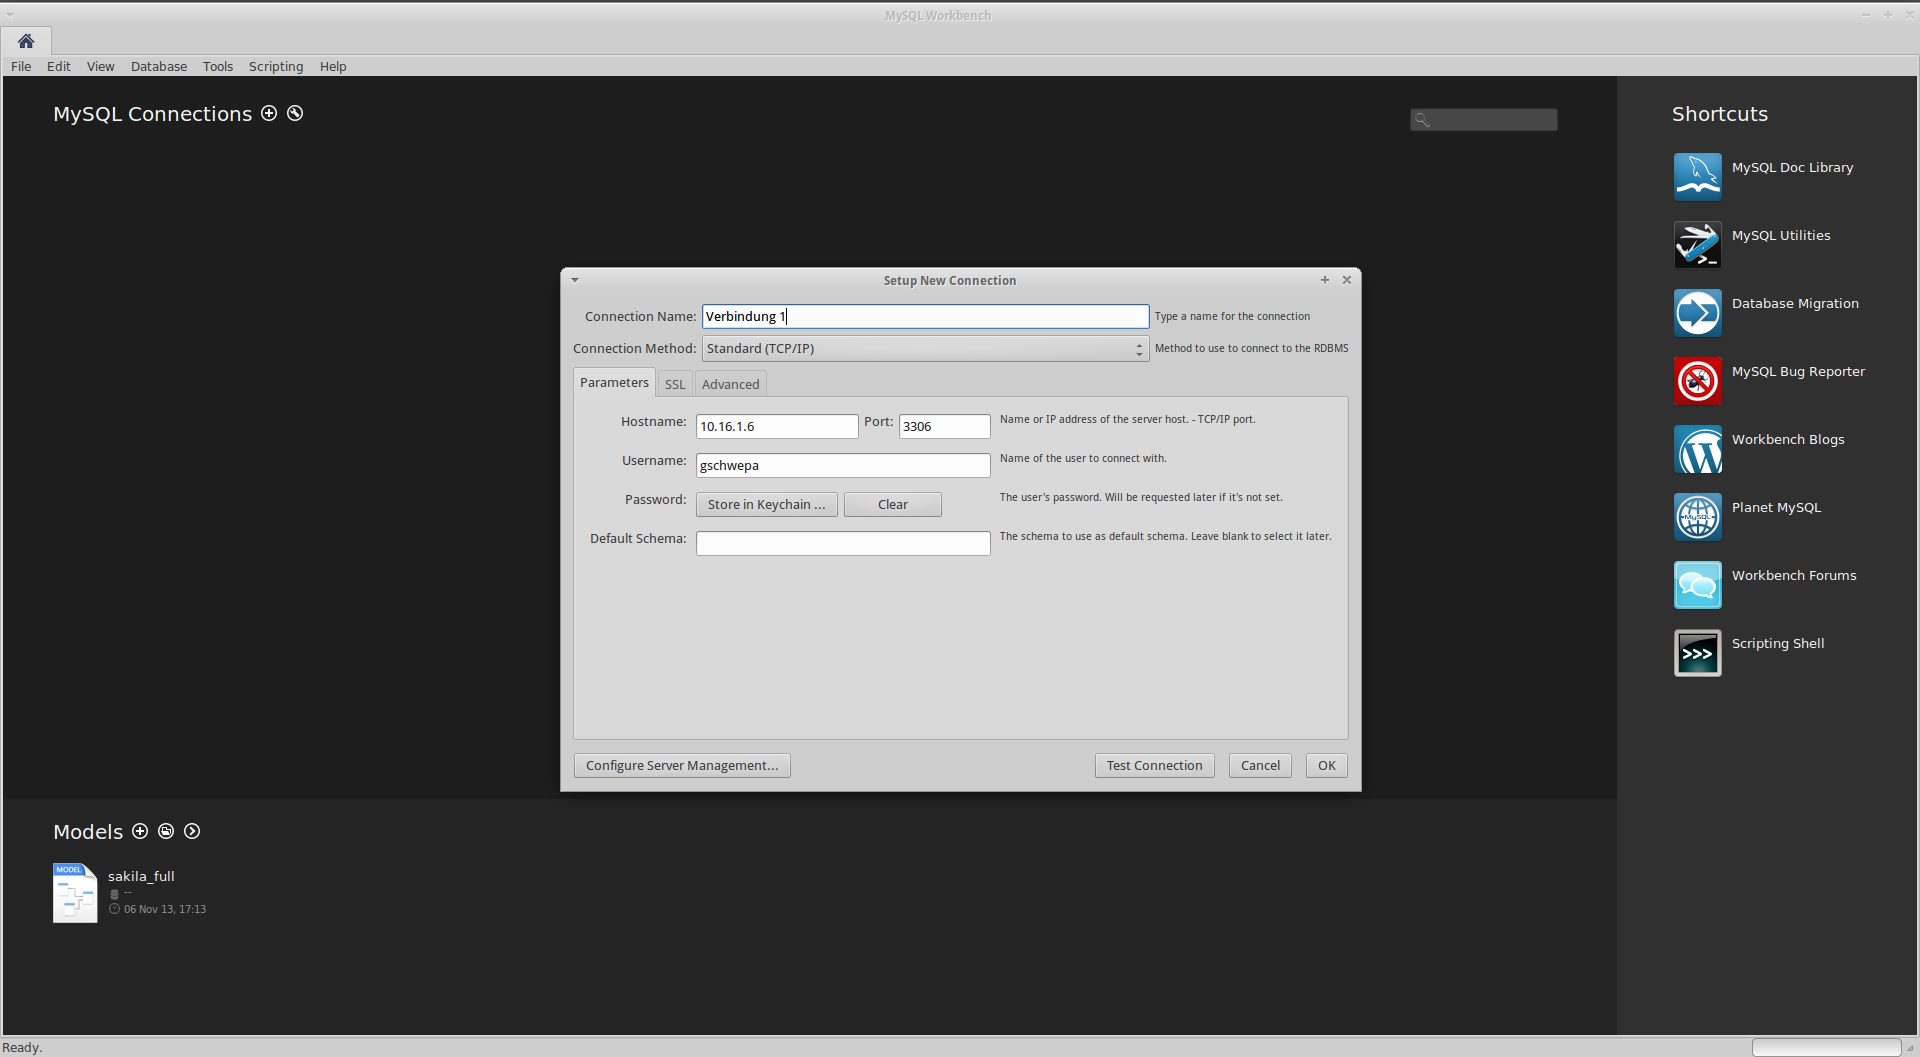 MySQL Workbench
File Edit View Database Tools Scripting Help
MySQL Connections
Shortcuts
MySQL Doc Library
MySQL Utilities
Database Migration
MySQL Bug Reporter
Workbench Blogs
MySQL
Planet MySQL
Workbench Forums
>>>
Scripting Shell
Setup New Connection
Connection Name: Verbindung 1 Type a name for the connection
Connection Method: Standard (TCP/IP) Method to use to connect to the RDBMS
Parameters SSL Advanced
Hostname: 10.16.1.6 Port: 3306 Name or IP address of the server host. - TCP/IP port.
Username: gschwepa Name of the user to connect with.
Password: Store in Keychain ... Clear The user's password. Will be requested later if it's not set.
Default Schema: The schema to use as default schema. Leave blank to select it later.
Configure Server Management... Test Connection Cancel OK
Models
MODEL
sakila_full
--
06 Nov 13, 17:13
Ready.